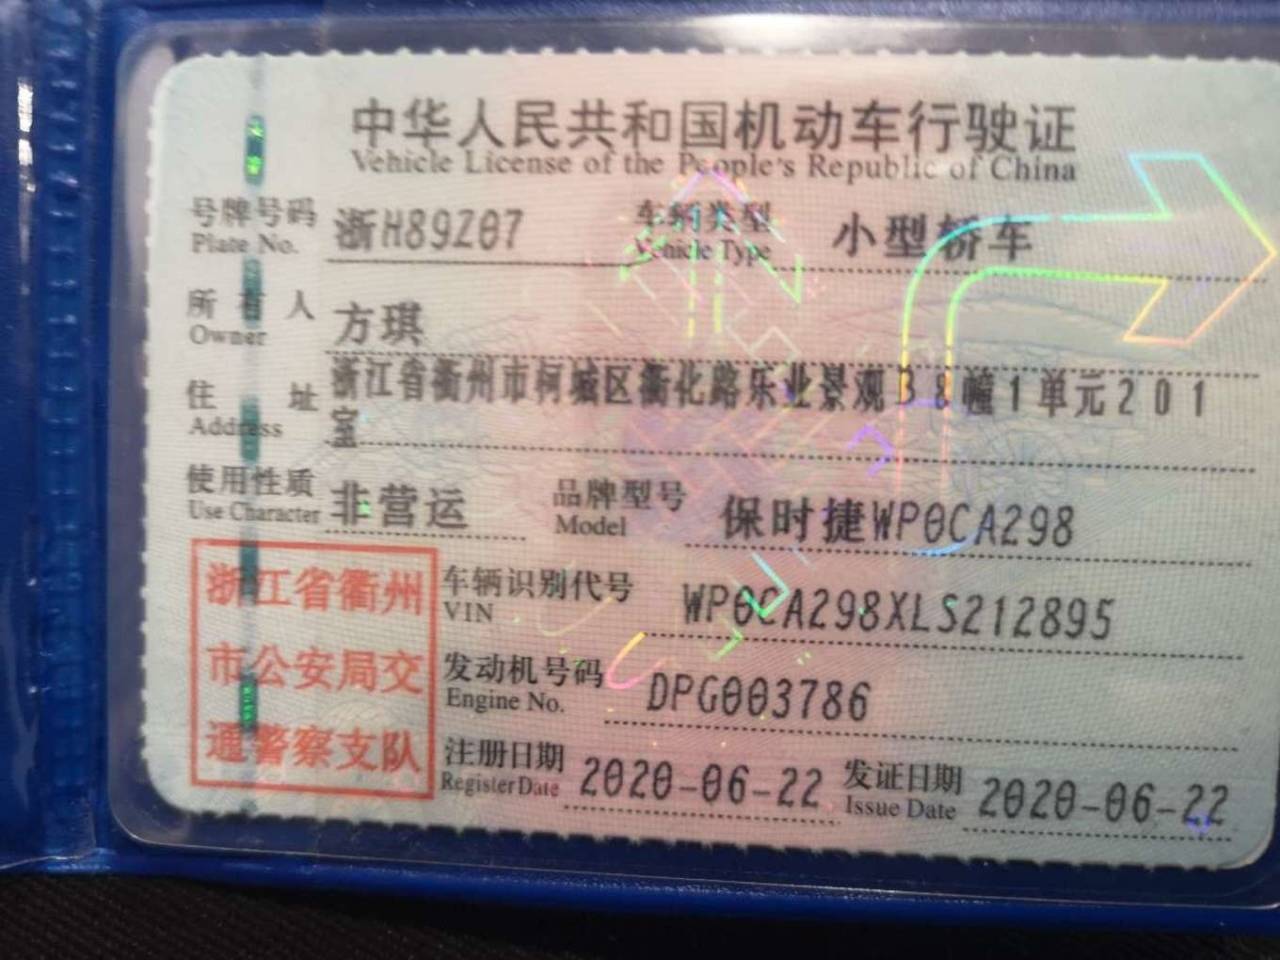 中华人民共和国机动车行驶证
Vehicle License of the People's Republic of China
号牌号码 浙H89Z07 车辆类型 小型轿车
Plate No. Vehicle Type
所有人 方琪
Owner
住址 浙江省衢州市柯城区衢化路乐业景观38幢1单元201
Address 室
使用性质 非营运 品牌型号 保时捷WP0CA298
Use Character Model
浙江省衢州
市公安局交
通警察支队
车辆识别代号 WP0CA298XLS212895
VIN
发动机号码 DPG003786
Engine No.
注册日期 2020-06-22 发证日期 2020-06-22
Register Date Issue Date